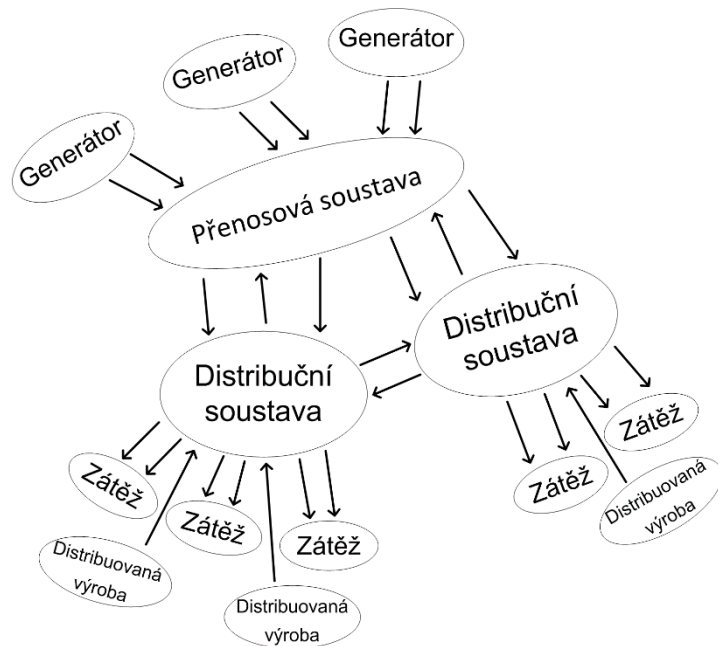 Generátor
Generátor
Generátor
Přenosová soustava
Distribuční
soustava
Distribuční
soustava
Zátěž
Zátěž
Zátěž
Zátěž
Zátěž
Distribuovaná
výroba
Distribuovaná
výroba
Distribuovaná
výroba